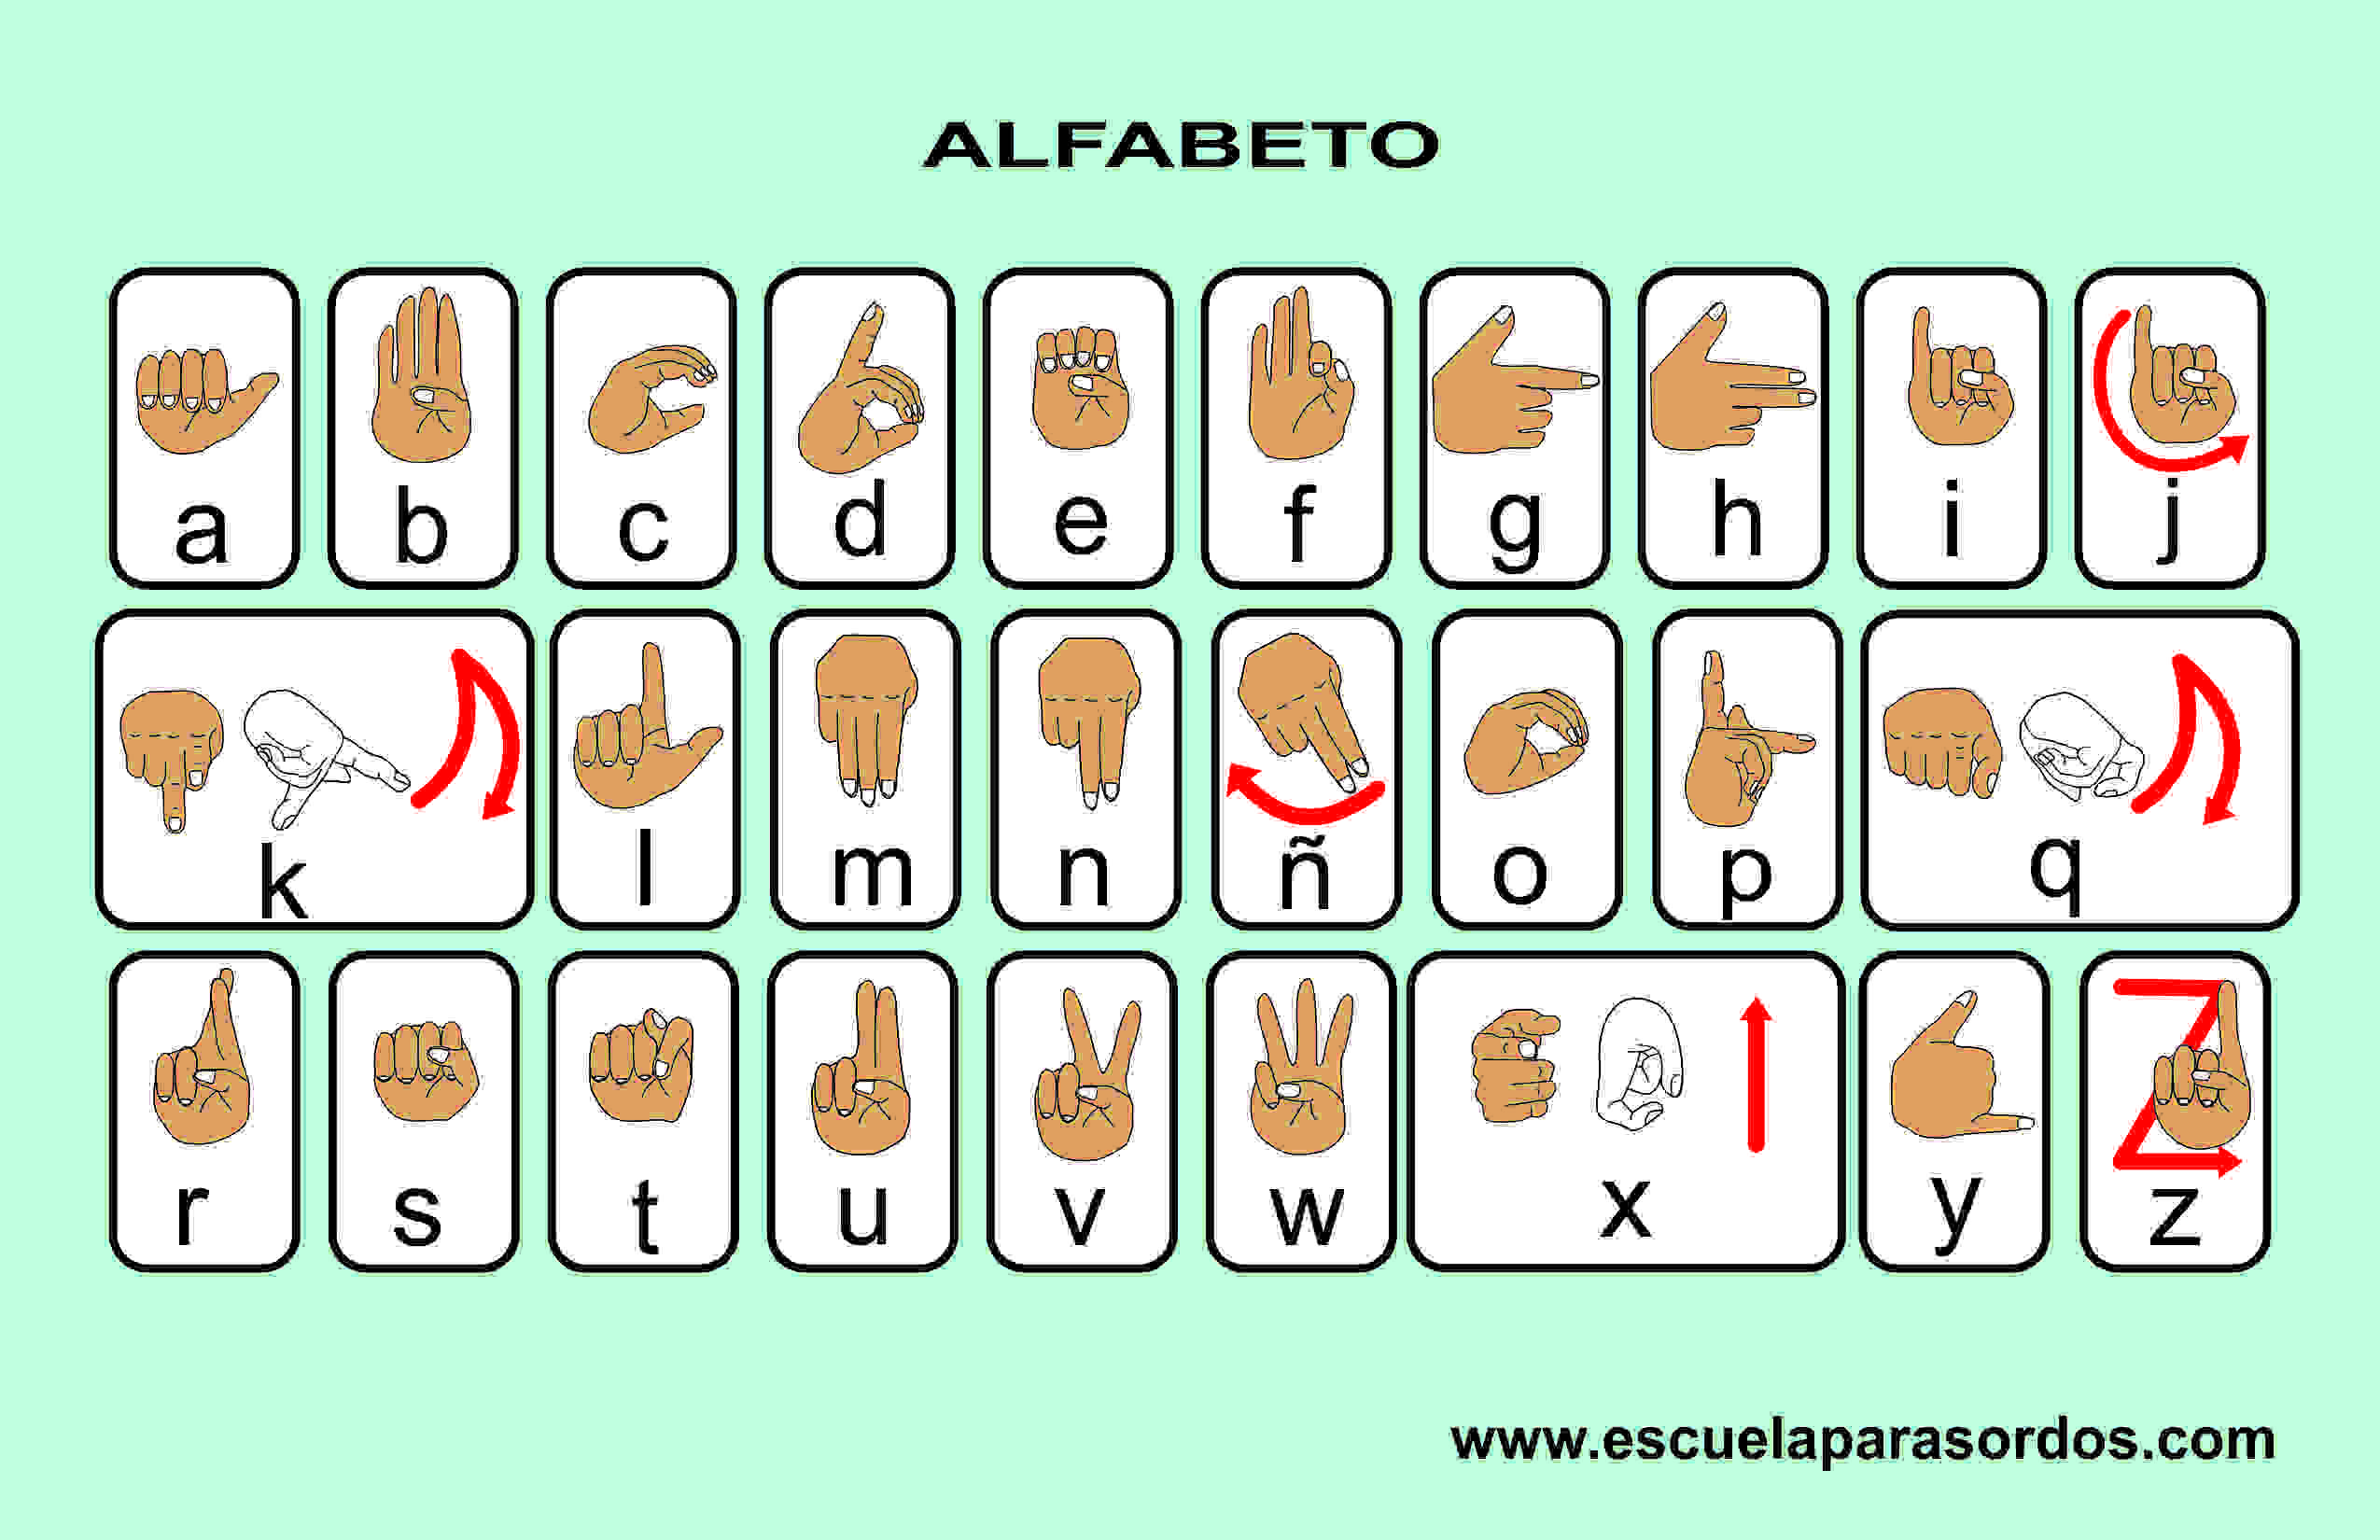 ALFABETO
a b c d e f g h i j
k l m n ñ o p q
r s t u v w x y z
www.escuelaparasordos.com